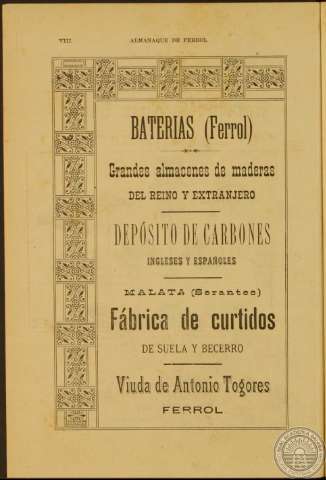 VIII
ALMANAQUE DE FERROL
BATERIAS (Ferrol)
Grandes almacenes de maderas
DEL REINO Y EXTRANJERO
DEPÓSITO DE CARBONES
INGLESES Y ESPAÑOLES
MALATA (Serantes)
Fábrica de curtidos
DE SUELA Y BECERRO
Viuda de Antonio Togores
FERROL